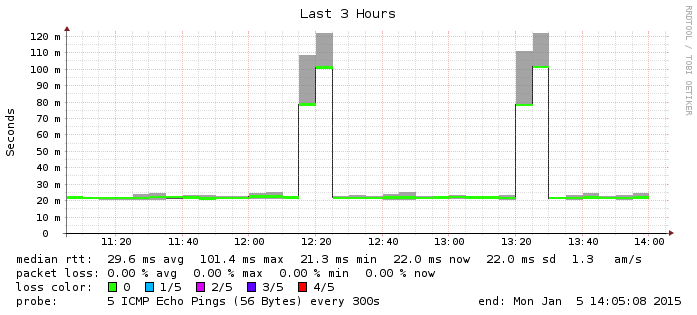 Last 3 Hours
RRDTOOL / TOBI OETIKER
Seconds
120 m
110 m
100 m
90 m
80 m
70 m
60 m
50 m
40 m
30 m
20 m
10 m
0
11:20 11:40 12:00 12:20 12:40 13:00 13:20 13:40 14:00
median rtt: 29.6 ms avg 101.4 ms max 21.3 ms min 22.0 ms now 22.0 ms sd 1.3 am/s
packet loss: 0.00 % avg 0.00 % max 0.00 % min 0.00 % now
loss color: 0 1/5 2/5 3/5 4/5
probe: 5 ICMP Echo Pings (56 Bytes) every 300s end: Mon Jan 5 14:05:08 2015